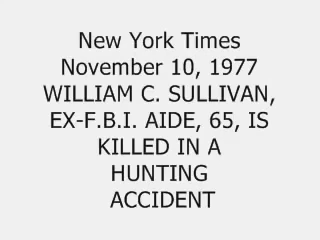 New York Times
November 10, 1977
WILLIAM C. SULLIVAN,
EX-F.B.I. AIDE, 65, IS
KILLED IN A
HUNTING
ACCIDENT